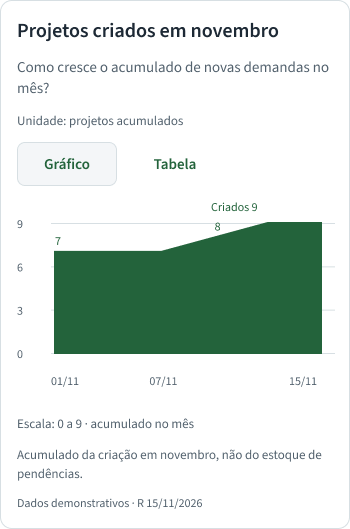 Projetos criados em novembro
Como cresce o acumulado de novas demandas no
mês?
Unidade: projetos acumulados
Gráfico
Tabela
Criados 9
9
8
7
6
3
0
01/11
07/11
15/11
Escala: 0 a 9 · acumulado no mês
Acumulado da criação em novembro, não do estoque de
pendências.
Dados demonstrativos · R 15/11/2026